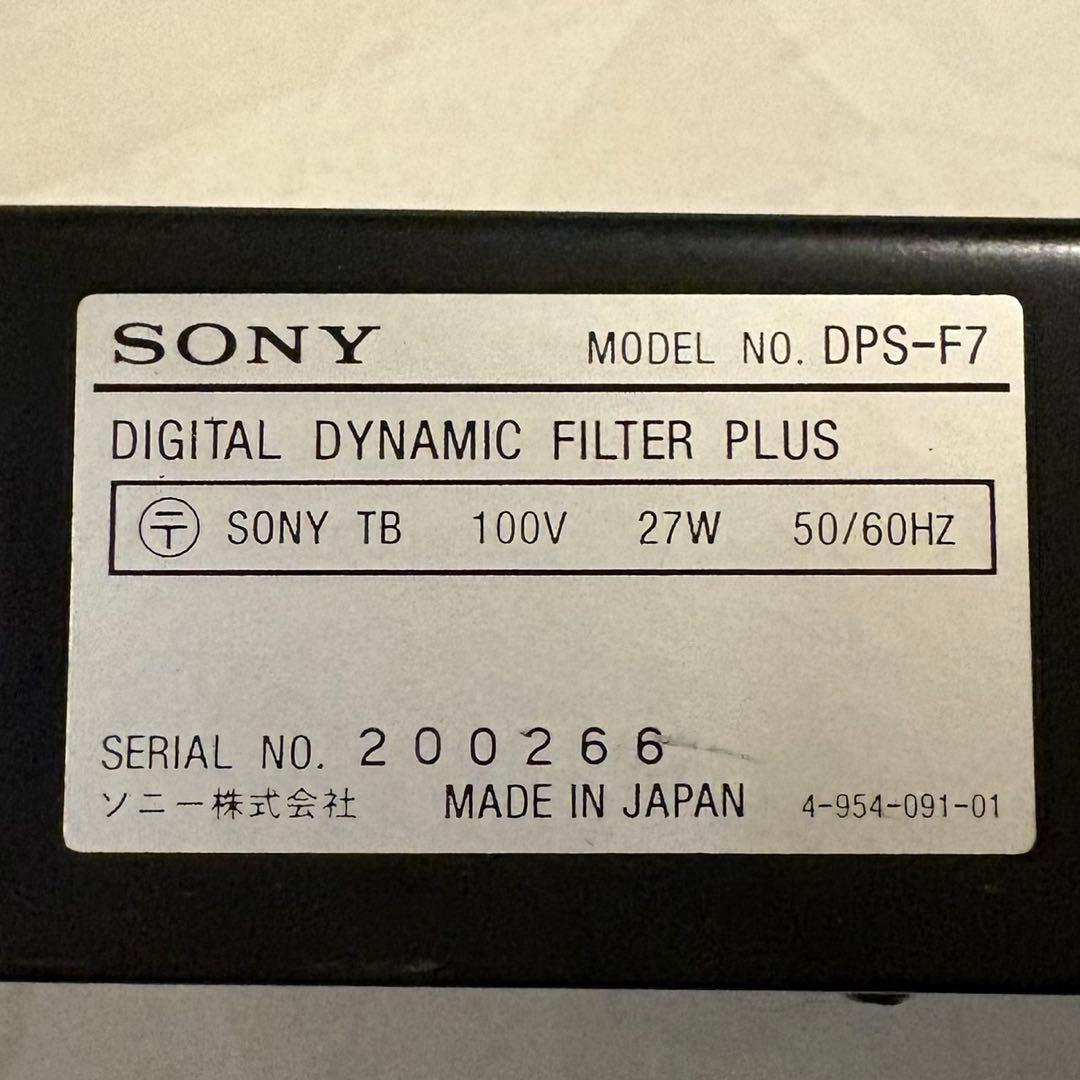 SONY MODEL NO. DPS-F7
DIGITAL DYNAMIC FILTER PLUS
〶 SONY TB 100V 27W 50/60HZ
SERIAL NO. 200266
ソニー株式会社 MADE IN JAPAN 4-954-091-01